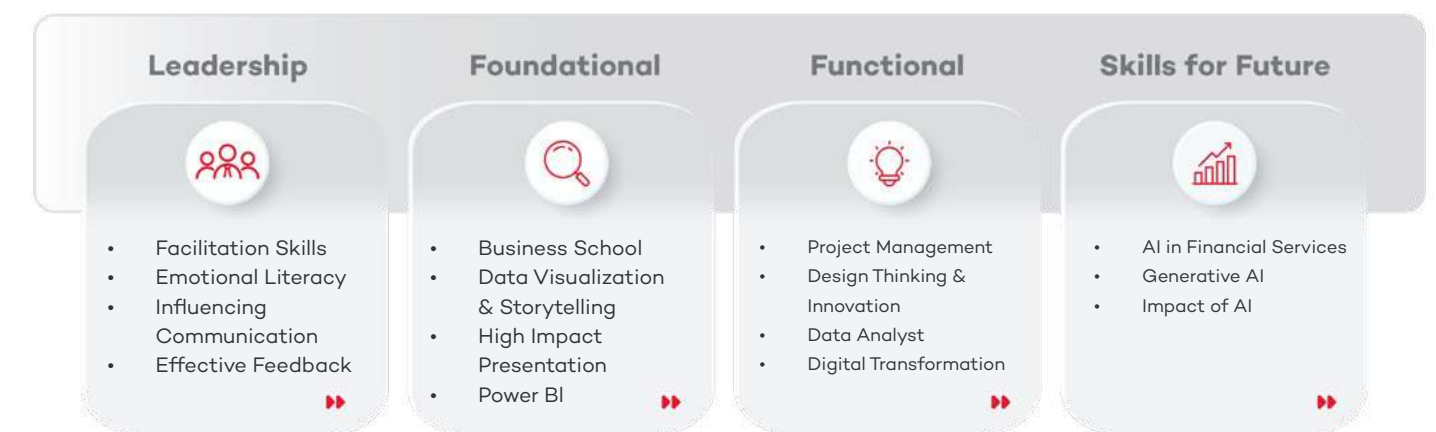 Leadership
Facilitation Skills
Emotional Literacy
Influencing
Communication
Effective Feedback
Foundational
Business School
Data Visualization
& Storytelling
High Impact
Presentation
Power BI
Functional
Project Management
Design Thinking &
Innovation
Data Analyst
Digital Transformation
Skills for Future
AI in Financial Services
Generative AI
Impact of AI